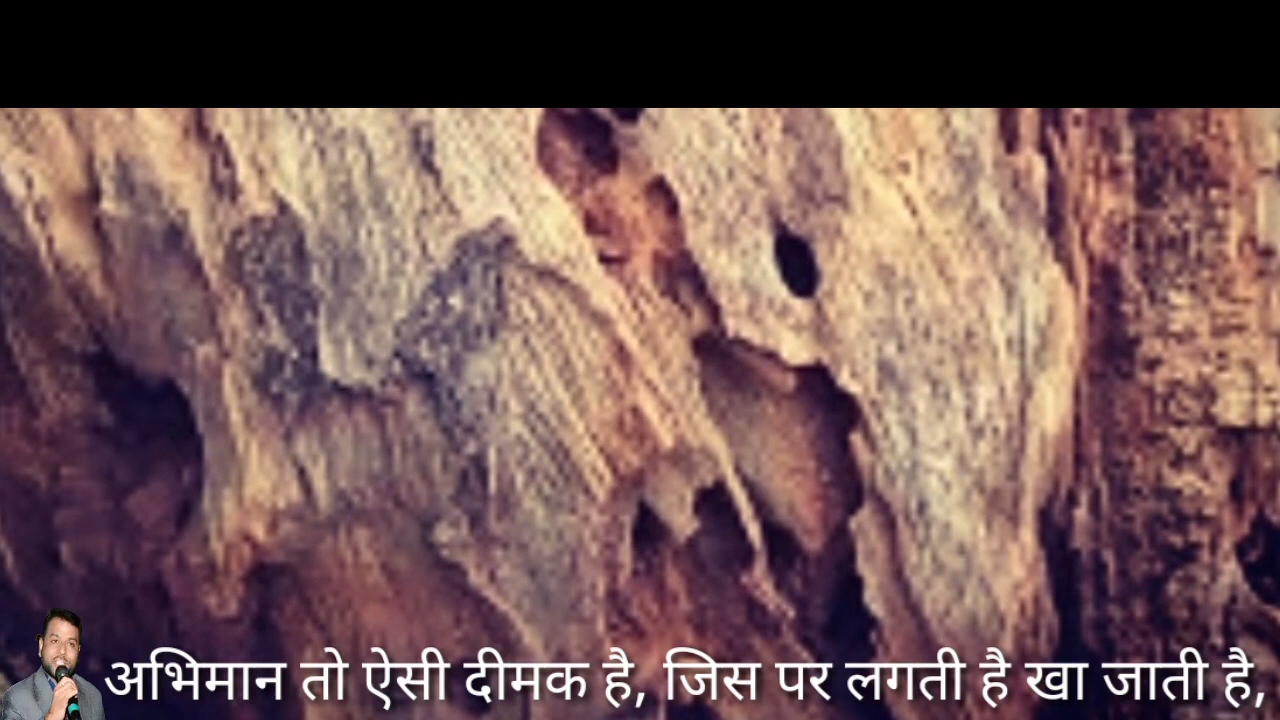 अभिमान तो ऐसी दीमक है, जिस पर लगती है खा जाती है,